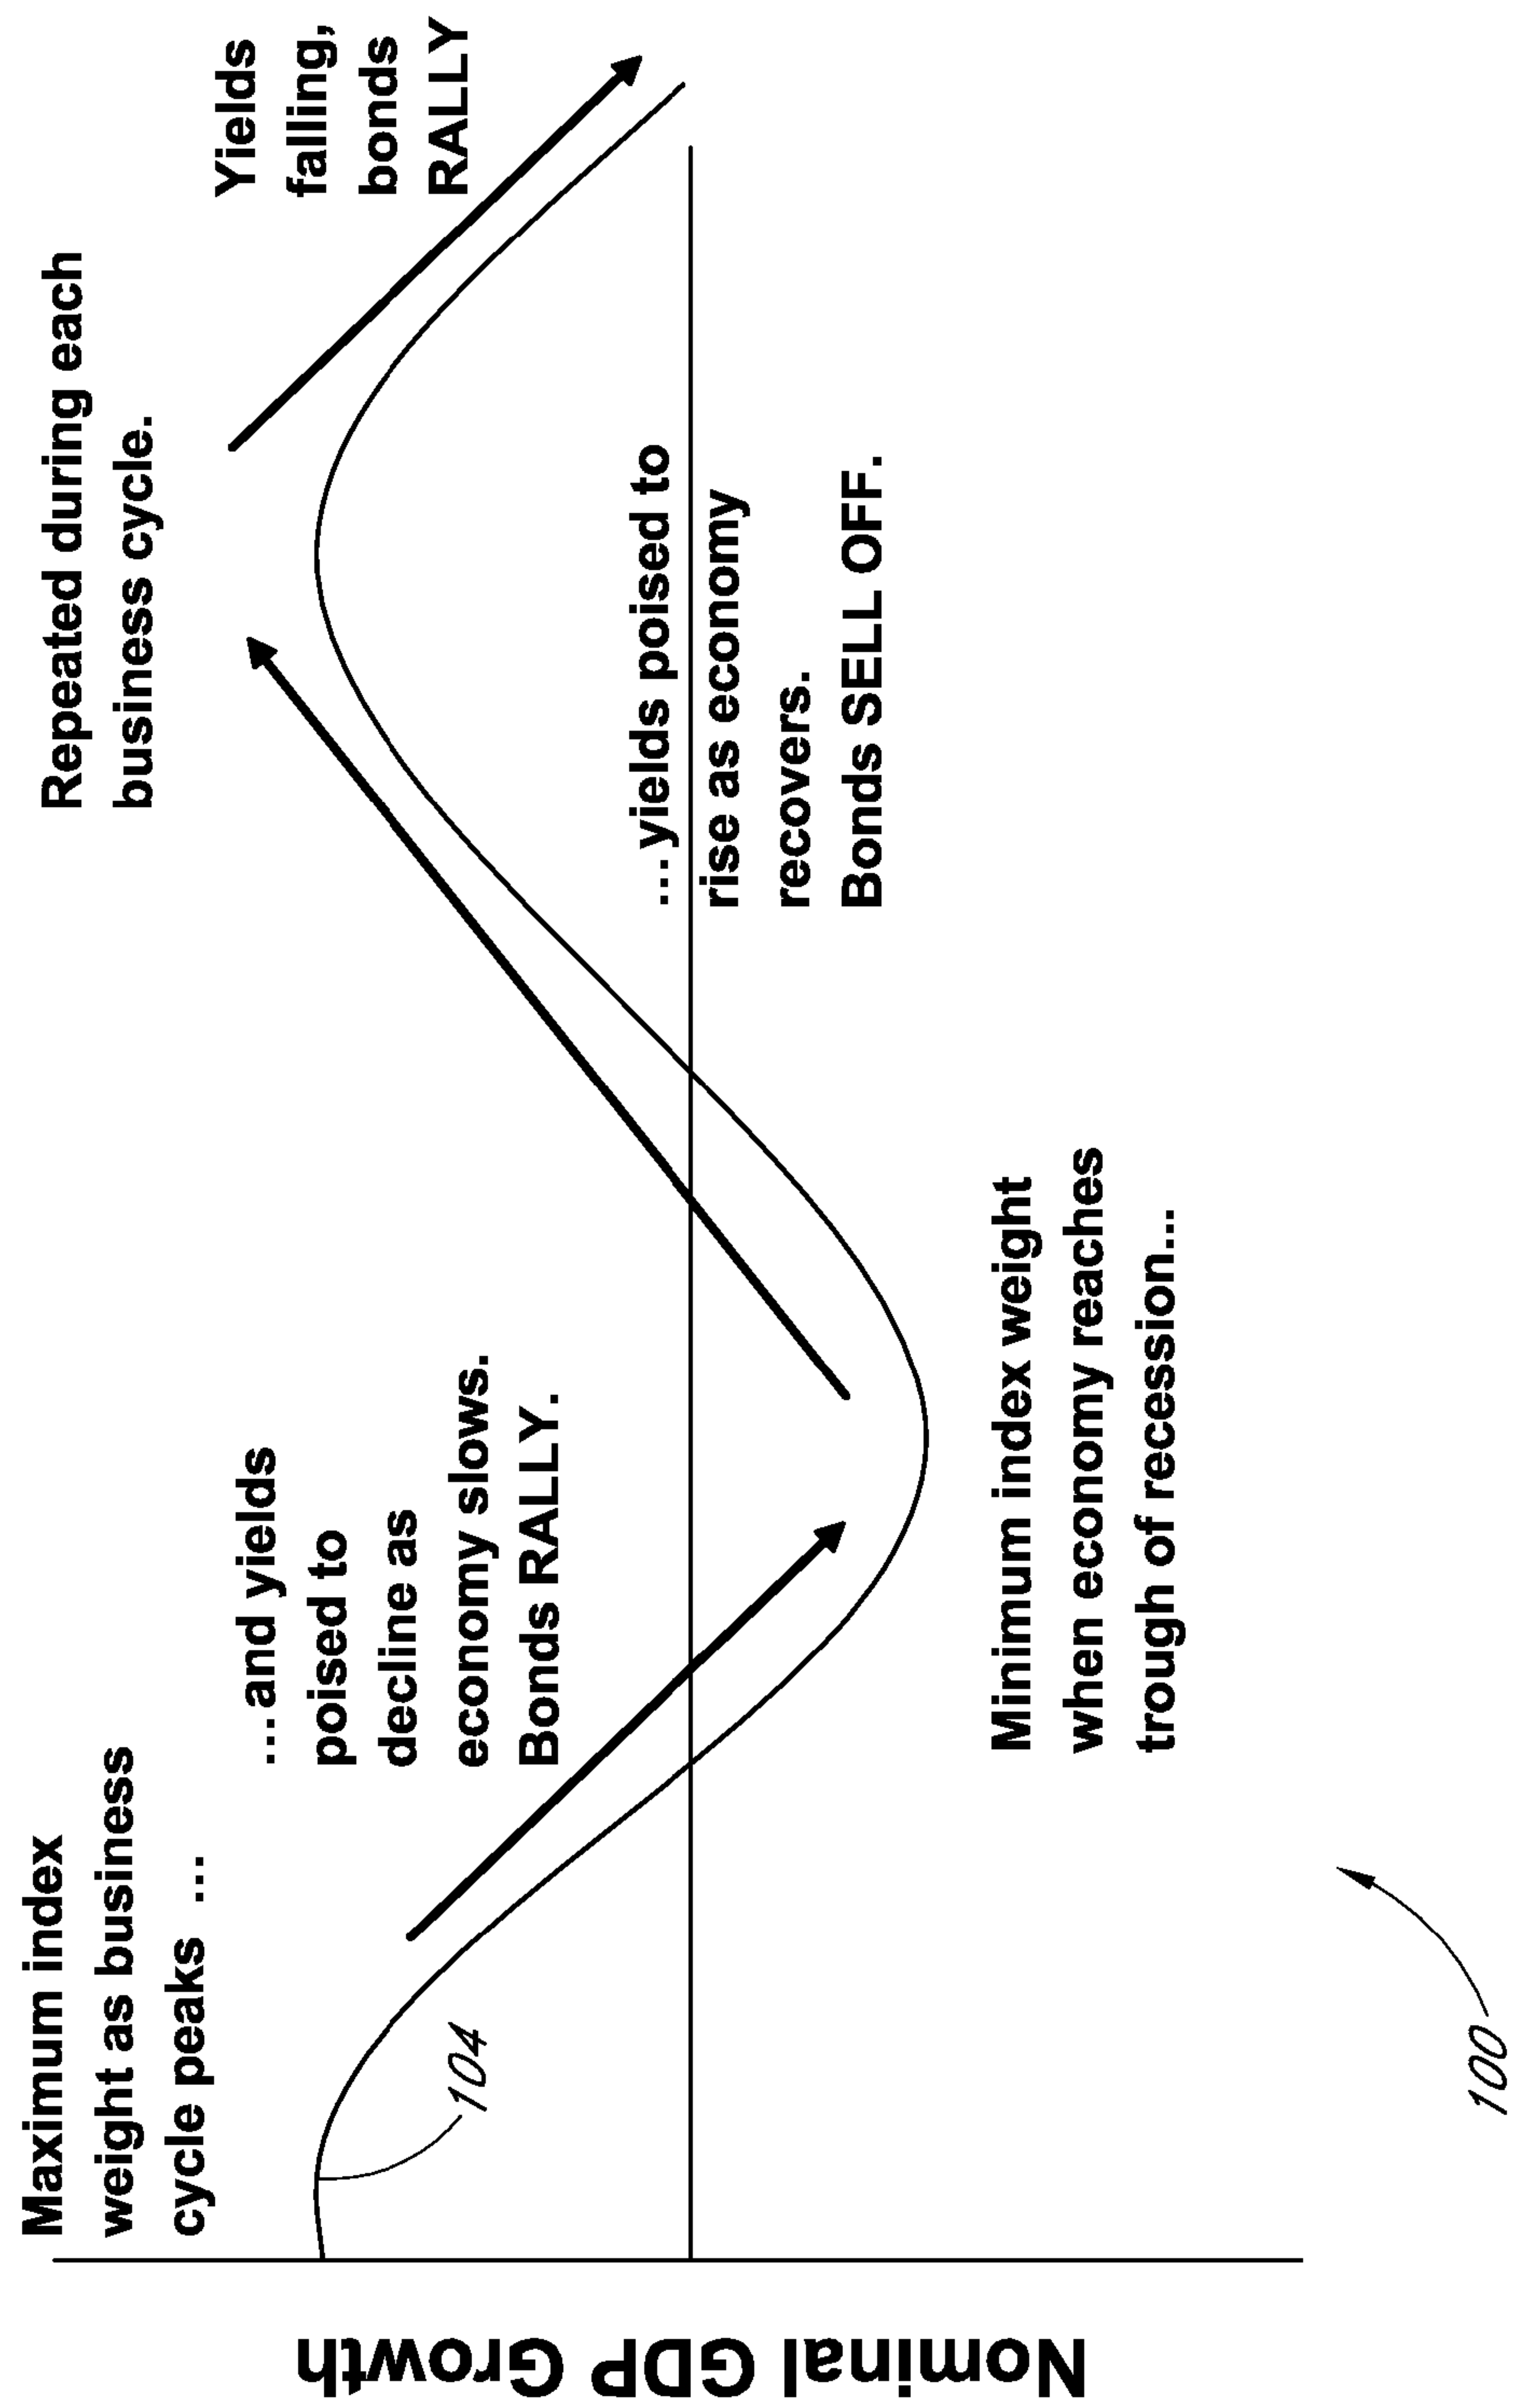 Maximum index
weight as business
cycle peaks ...
...and yields
poised to
decline as
economy slows.
Bonds RALLY.
Repeated during each
business cycle.
Yields
falling,
bonds
RALLY
104
...yields poised to
rise as economy
recovers.
Bonds SELL OFF.
Minimum index weight
when economy reaches
trough of recession...
Nominal GDP Growth
100